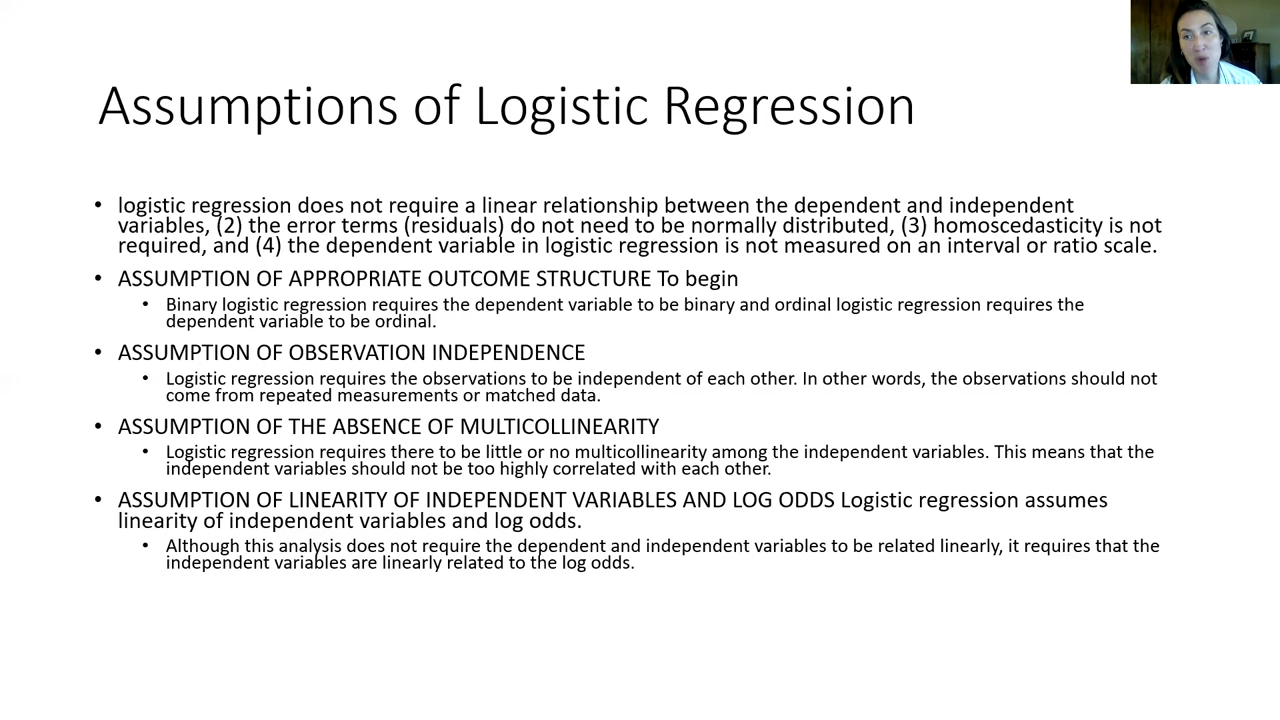 Assumptions of Logistic Regression
• logistic regression does not require a linear relationship between the dependent and independent
variables, (2) the error terms (residuals) do not need to be normally distributed, (3) homoscedasticity is not
required, and (4) the dependent variable in logistic regression is not measured on an interval or ratio scale.
• ASSUMPTION OF APPROPRIATE OUTCOME STRUCTURE To begin
• Binary logistic regression requires the dependent variable to be binary and ordinal logistic regression requires the
dependent variable to be ordinal.
• ASSUMPTION OF OBSERVATION INDEPENDENCE
• Logistic regression requires the observations to be independent of each other. In other words, the observations should not
come from repeated measurements or matched data.
• ASSUMPTION OF THE ABSENCE OF MULTICOLLINEARITY
• Logistic regression requires there to be little or no multicollinearity among the independent variables. This means that the
independent variables should not be too highly correlated with each other.
• ASSUMPTION OF LINEARITY OF INDEPENDENT VARIABLES AND LOG ODDS Logistic regression assumes
linearity of independent variables and log odds.
• Although this analysis does not require the dependent and independent variables to be related linearly, it requires that the
independent variables are linearly related to the log odds.